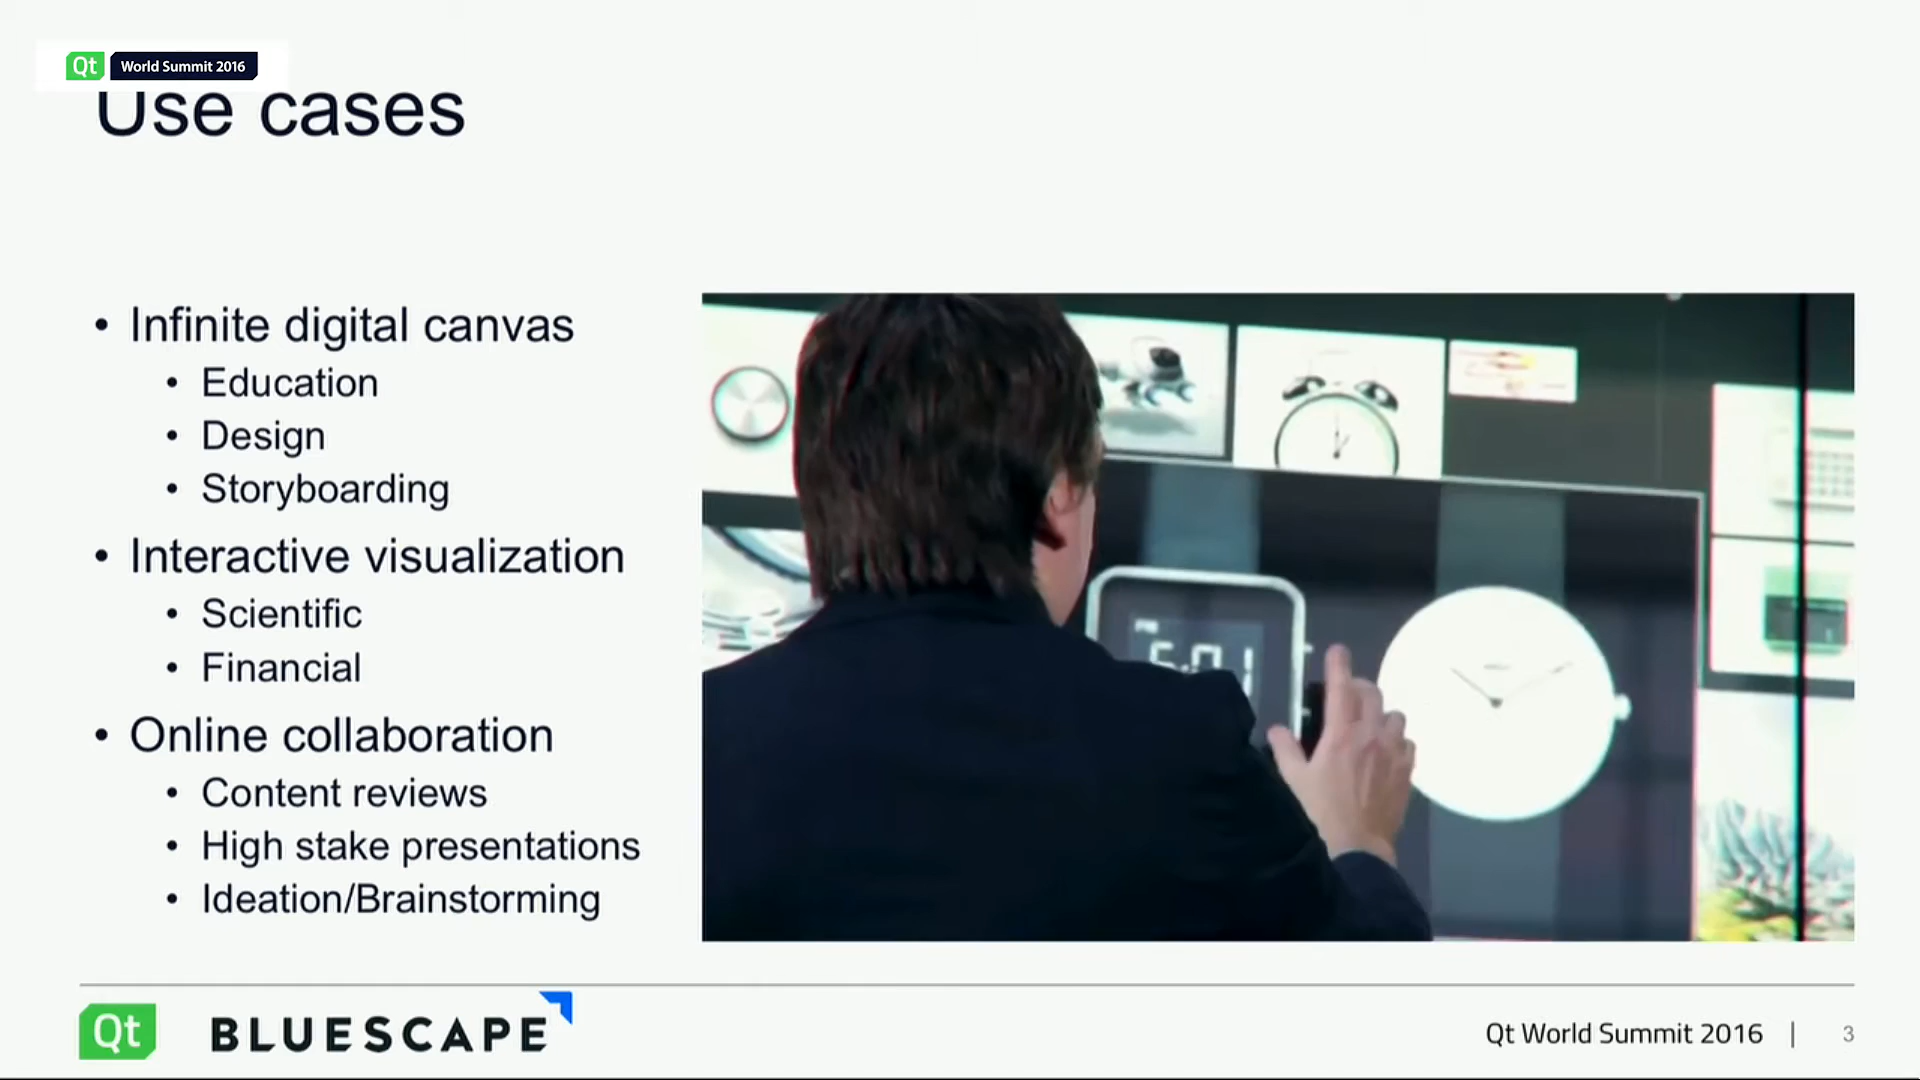 Qt World Summit 2016
Use cases
• Infinite digital canvas
• Education
• Design
• Storyboarding
• Interactive visualization
• Scientific
• Financial
• Online collaboration
• Content reviews
• High stake presentations
• Ideation/Brainstorming
Qt BLUESCAPE
Qt World Summit 2016 | 3